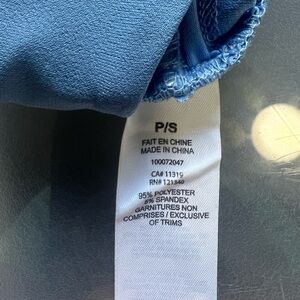 P/S
FAIT EN CHINE
MADE IN CHINA
100072047
CA# 11319
RN# 121340
95% POLYESTER
5% SPANDEX
GARNITURES NON
COMPRISES / EXCLUSIVE
OF TRIMS